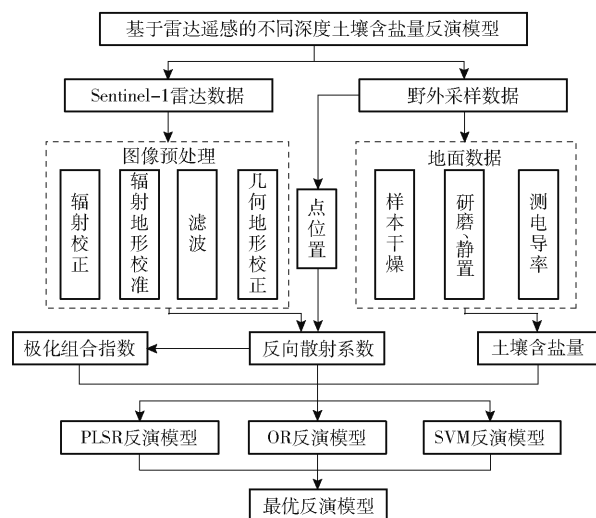 基于雷达遥感的不同深度土壤含盐量反演模型
Sentinel-1雷达数据
野外采样数据
图像预处理
地面数据
辐射校正
辐射地形校准
滤波
几何地形校正
点位置
样本干燥
研磨、静置
测电导率
极化组合指数
反向散射系数
土壤含盐量
PLSR反演模型
OR反演模型
SVM反演模型
最优反演模型